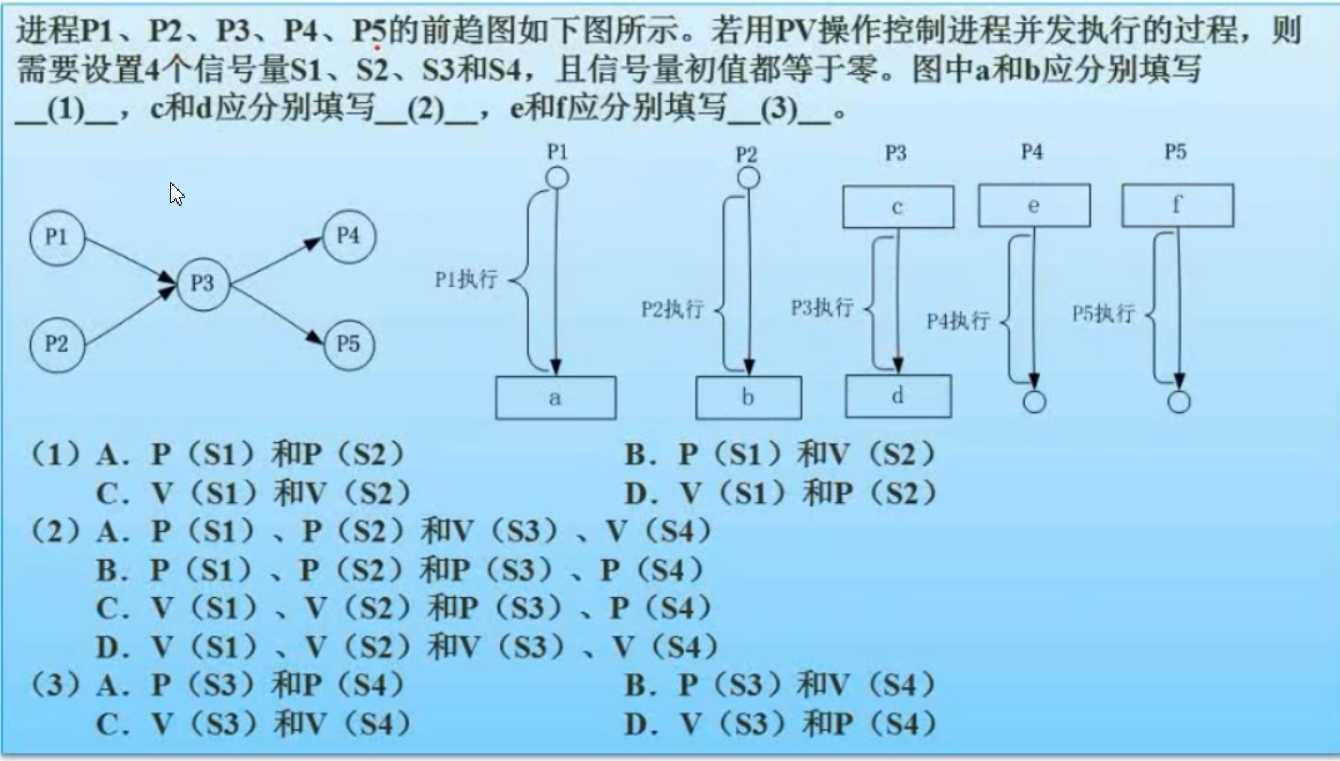 进程P1、P2、P3、P4、P5的前趋图如下图所示。若用PV操作控制进程并发执行的过程，则
需要设置4个信号量S1、S2、S3和S4，且信号量初值都等于零。图中a和b应分别填写
__(1)__，c和d应分别填写__(2)__，e和f应分别填写__(3)__。
P1 P2 P3 P4 P5
c e f
P1 P4
P3
P2 P5
P1执行 P2执行 P3执行 P4执行 P5执行
a b d
（1）A．P（S1）和P（S2） B．P（S1）和V（S2）
C．V（S1）和V（S2） D．V（S1）和P（S2）
（2）A．P（S1）、P（S2）和V（S3）、V（S4）
B．P（S1）、P（S2）和P（S3）、P（S4）
C．V（S1）、V（S2）和P（S3）、P（S4）
D．V（S1）、V（S2）和V（S3）、V（S4）
（3）A．P（S3）和P（S4） B．P（S3）和V（S4）
C．V（S3）和V（S4） D．V（S3）和P（S4）